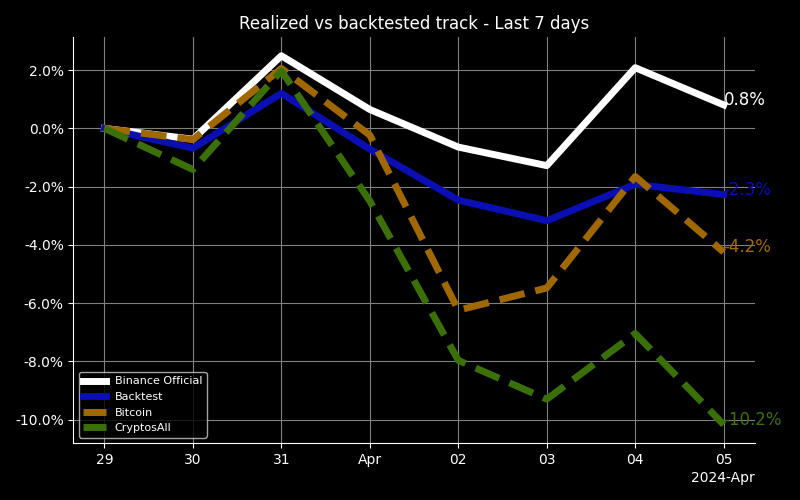 Realized vs backtested track - Last 7 days
2.0%
0.0%
-2.0%
-4.0%
-6.0%
-8.0%
-10.0%
0.8%
-2.3%
-4.2%
-10.2%
Binance Official
Backtest
Bitcoin
CryptosAll
29 30 31 Apr 02 03 04 05
2024-Apr